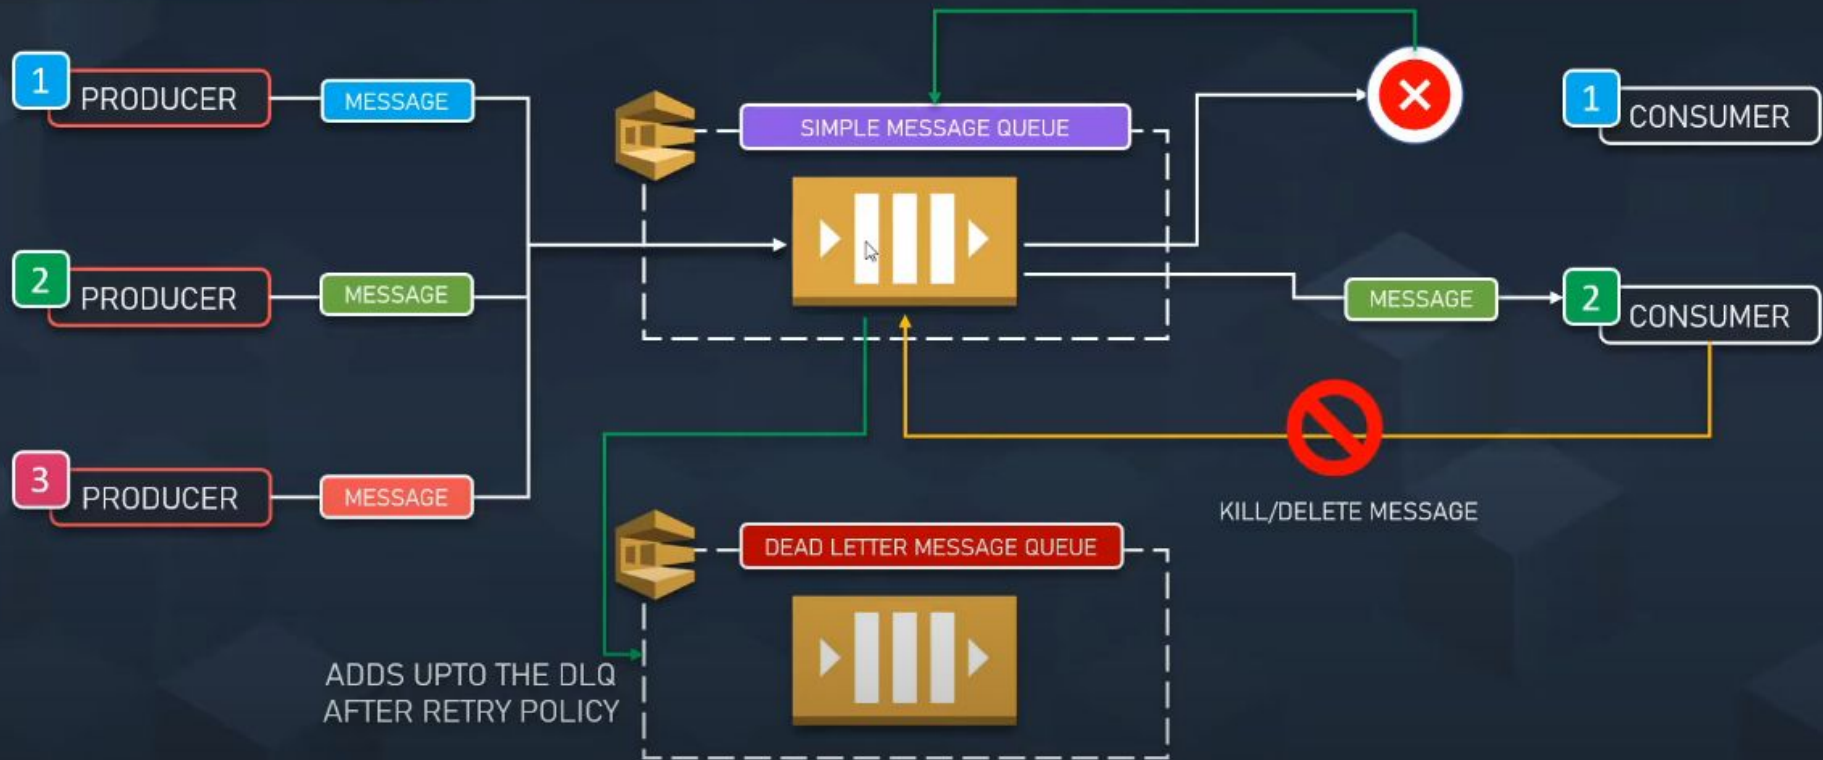 1
PRODUCER
MESSAGE
SIMPLE MESSAGE QUEUE
1
CONSUMER
2
PRODUCER
MESSAGE
MESSAGE
2
CONSUMER
3
PRODUCER
MESSAGE
KILL/DELETE MESSAGE
DEAD LETTER MESSAGE QUEUE
ADDS UPTO THE DLQ
AFTER RETRY POLICY